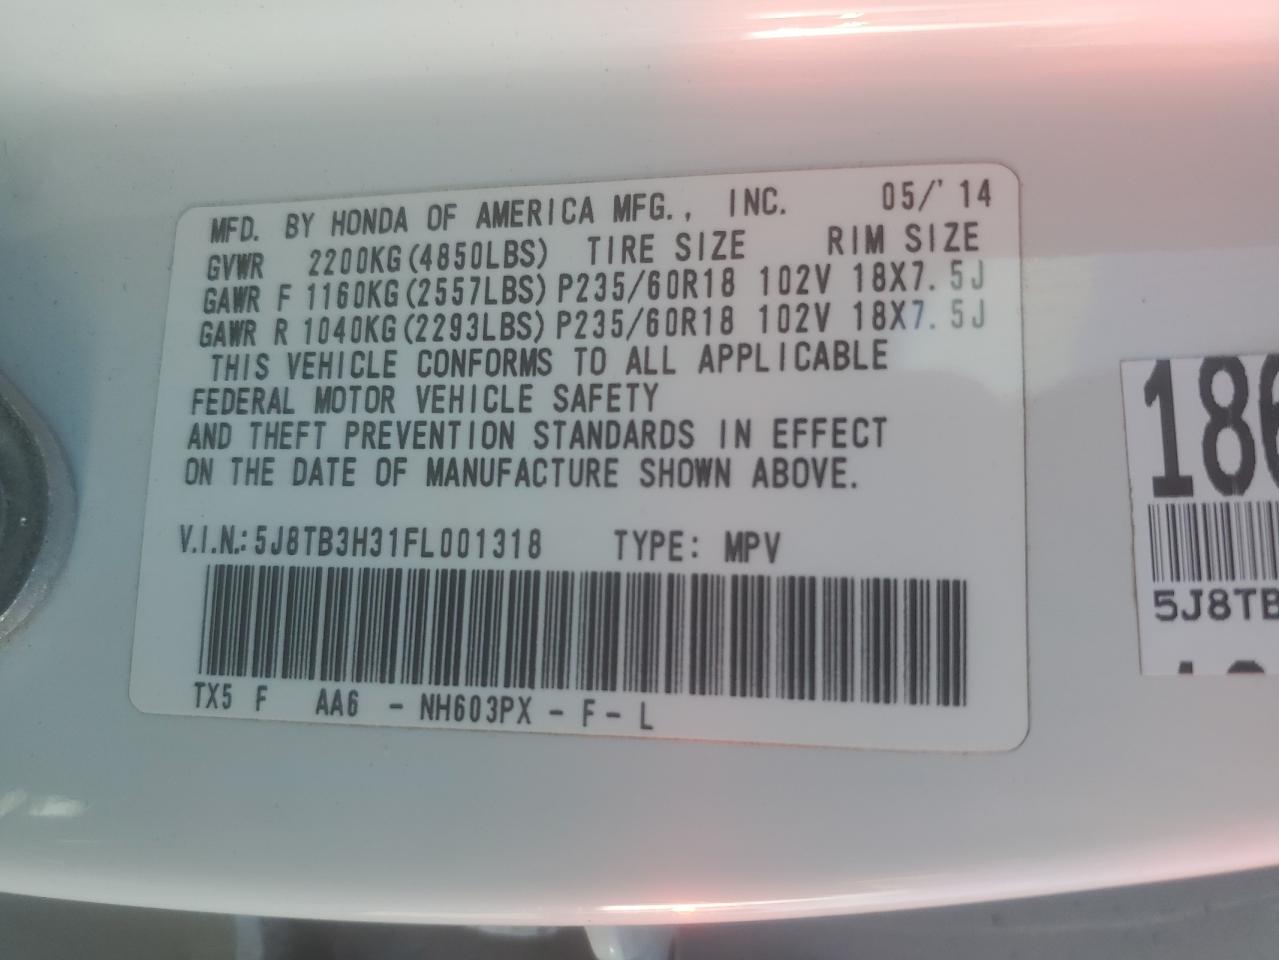 MFD. BY HONDA OF AMERICA MFG., INC. 05/'14
GVWR 2200KG(4850LBS) TIRE SIZE RIM SIZE
GAWR F 1160KG(2557LBS) P235/60R18 102V 18X7.5J
GAWR R 1040KG(2293LBS) P235/60R18 102V 18X7.5J
THIS VEHICLE CONFORMS TO ALL APPLICABLE
FEDERAL MOTOR VEHICLE SAFETY
AND THEFT PREVENTION STANDARDS IN EFFECT
ON THE DATE OF MANUFACTURE SHOWN ABOVE.
V.I.N.: 5J8TB3H31FL001318 TYPE: MPV
TX5 F AA6 - NH603PX - F - L
186
5J8TB